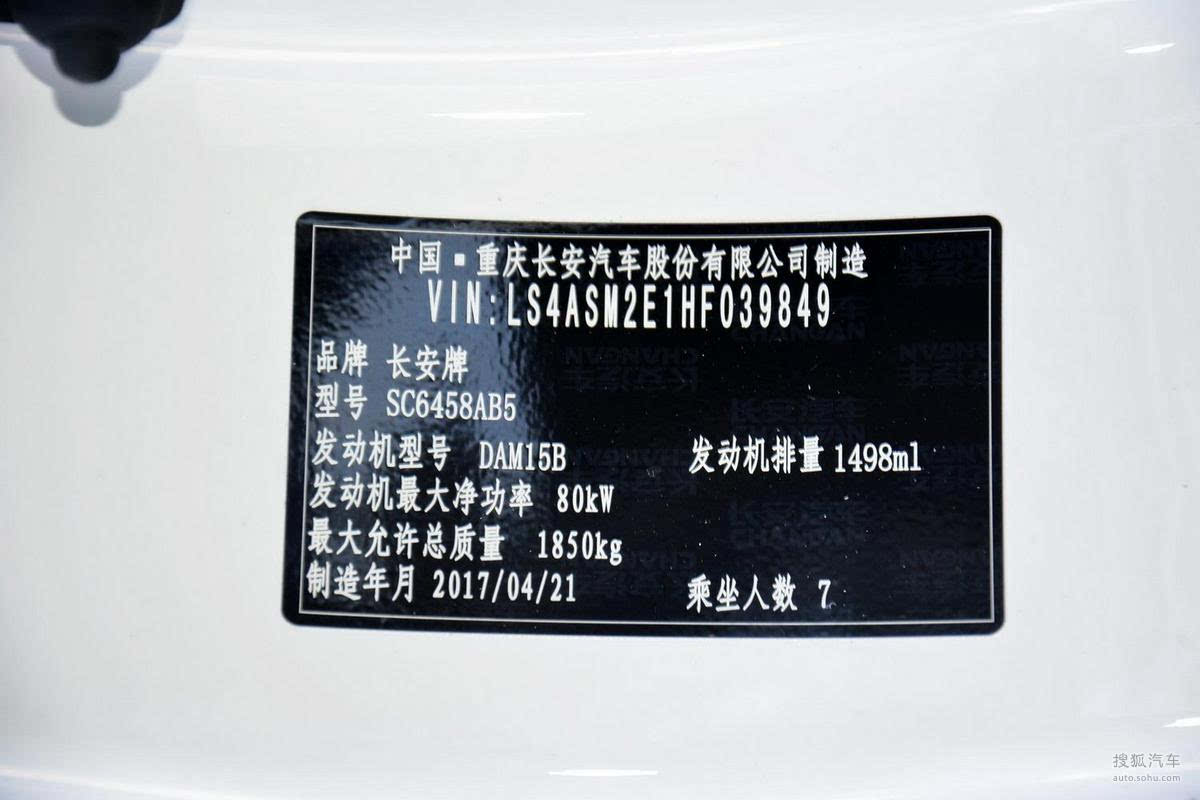 中国▪重庆长安汽车股份有限公司制造
VIN:LS4ASM2E1HF039849
品牌 长安牌
型号 SC6458AB5
发动机型号 DAM15B 发动机排量 1498ml
发动机最大净功率 80kW
最大允许总质量 1850kg
制造年月 2017/04/21 乘坐人数 7
搜狐汽车
auto.sohu.com